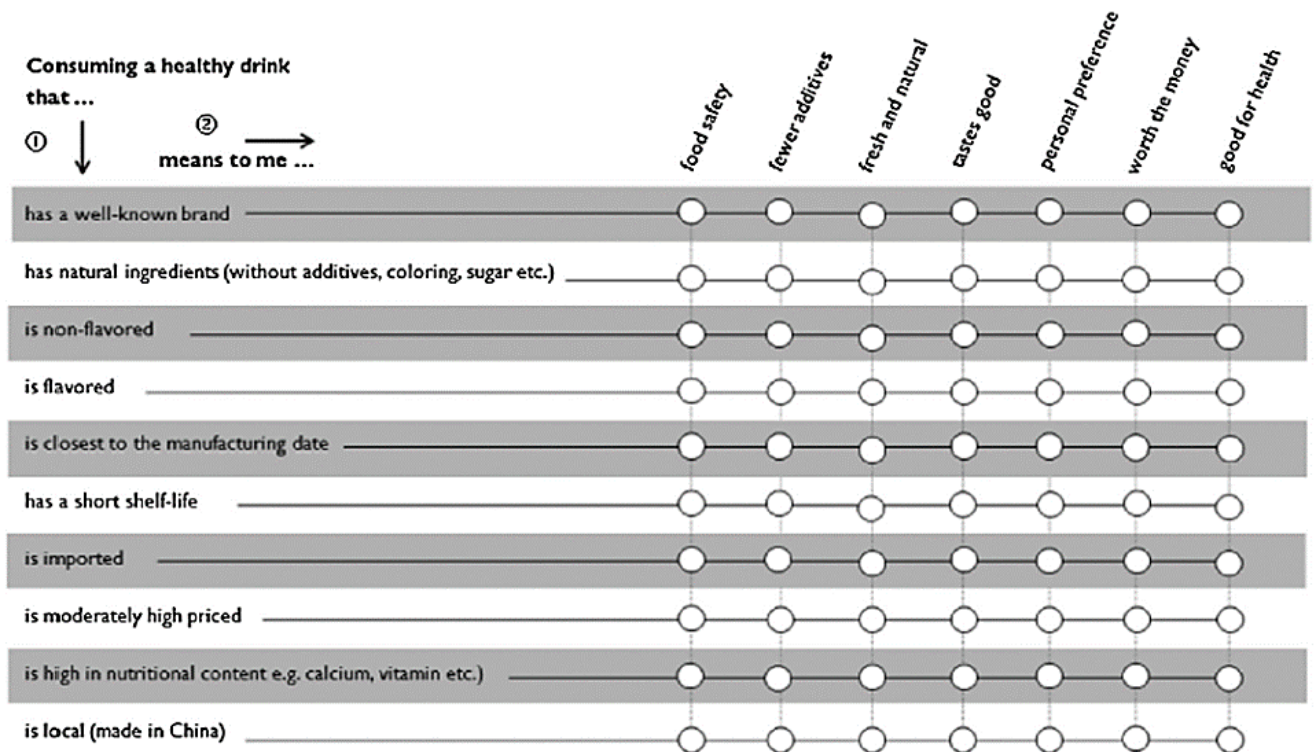 Consuming a healthy drink
that ...
①
②
means to me ...
food safety
fewer additives
fresh and natural
tastes good
personal preference
worth the money
good for health
has a well-known brand
has natural ingredients (without additives, coloring, sugar etc.)
is non-flavored
is flavored
is closest to the manufacturing date
has a short shelf-life
is imported
is moderately high priced
is high in nutritional content e.g. calcium, vitamin etc.)
is local (made in China)